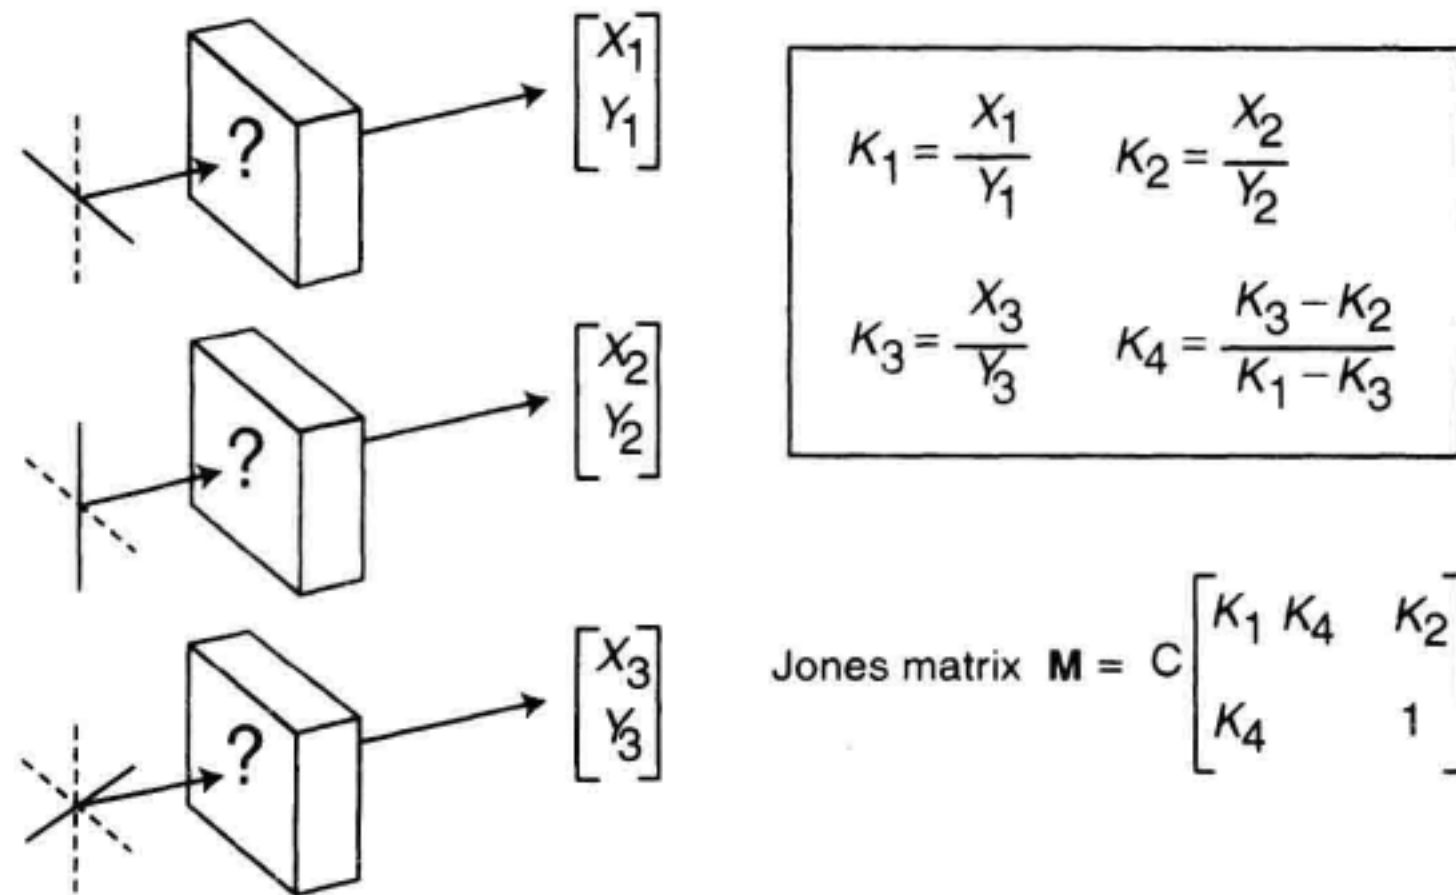 ?
[X₁
Y₁]
K₁ = X₁/Y₁ K₂ = X₂/Y₂
K₃ = X₃/Y₃ K₄ = (K₃ − K₂)/(K₁ − K₃)
?
[X₂
Y₂]
?
[X₃
Y₃]
Jones matrix M = C [K₁ K₄ K₂
K₄ 1]